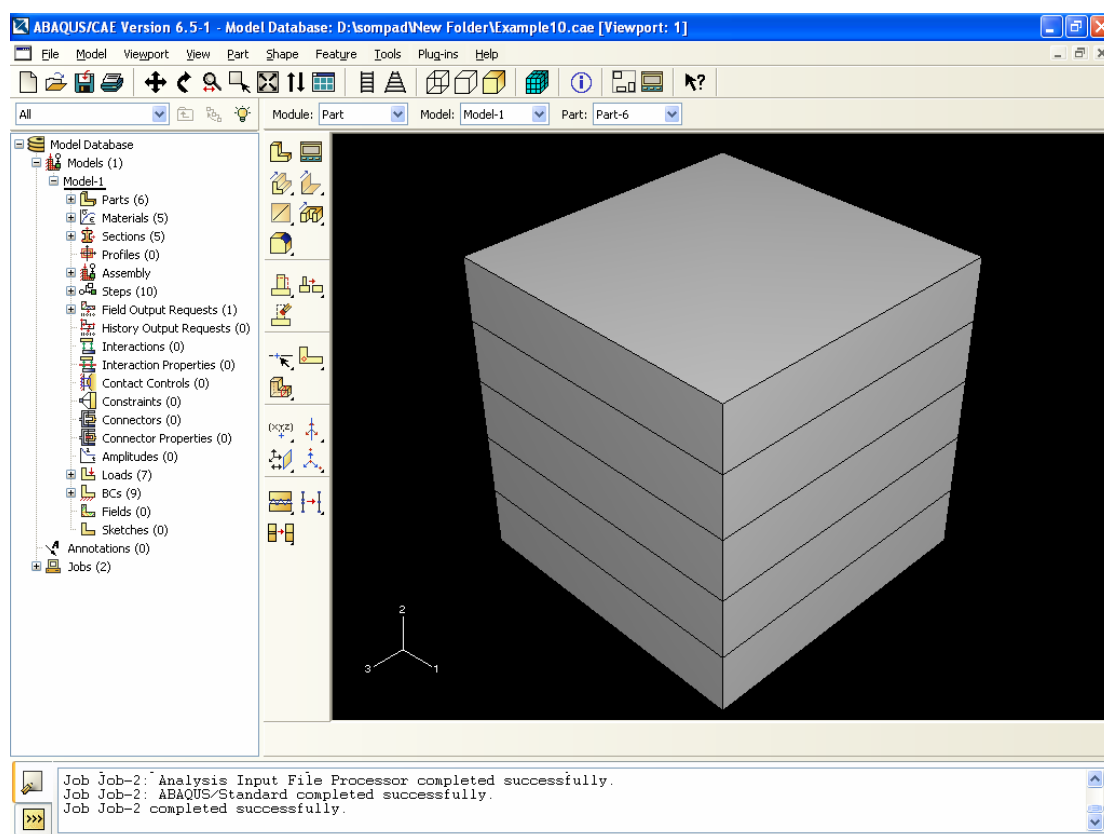 ABAQUS/CAE Version 6.5-1 - Model Database: D:\sompad\New Folder\Example10.cae [Viewport: 1]
File Model Viewport View Part Shape Feature Tools Plug-ins Help
All Module: Part Model: Model-1 Part: Part-6
Model Database
Models (1)
Model-1
Parts (6)
Materials (5)
Sections (5)
Profiles (0)
Assembly
Steps (10)
Field Output Requests (1)
History Output Requests (0)
Interactions (0)
Interaction Properties (0)
Contact Controls (0)
Constraints (0)
Connectors (0)
Connector Properties (0)
Amplitudes (0)
Loads (7)
BCs (9)
Fields (0)
Sketches (0)
Annotations (0)
Jobs (2)
(XYZ)
2
3
1
Job Job-2: Analysis Input File Processor completed successfully.
Job Job-2: ABAQUS/Standard completed successfully.
Job Job-2 completed successfully.
>>>